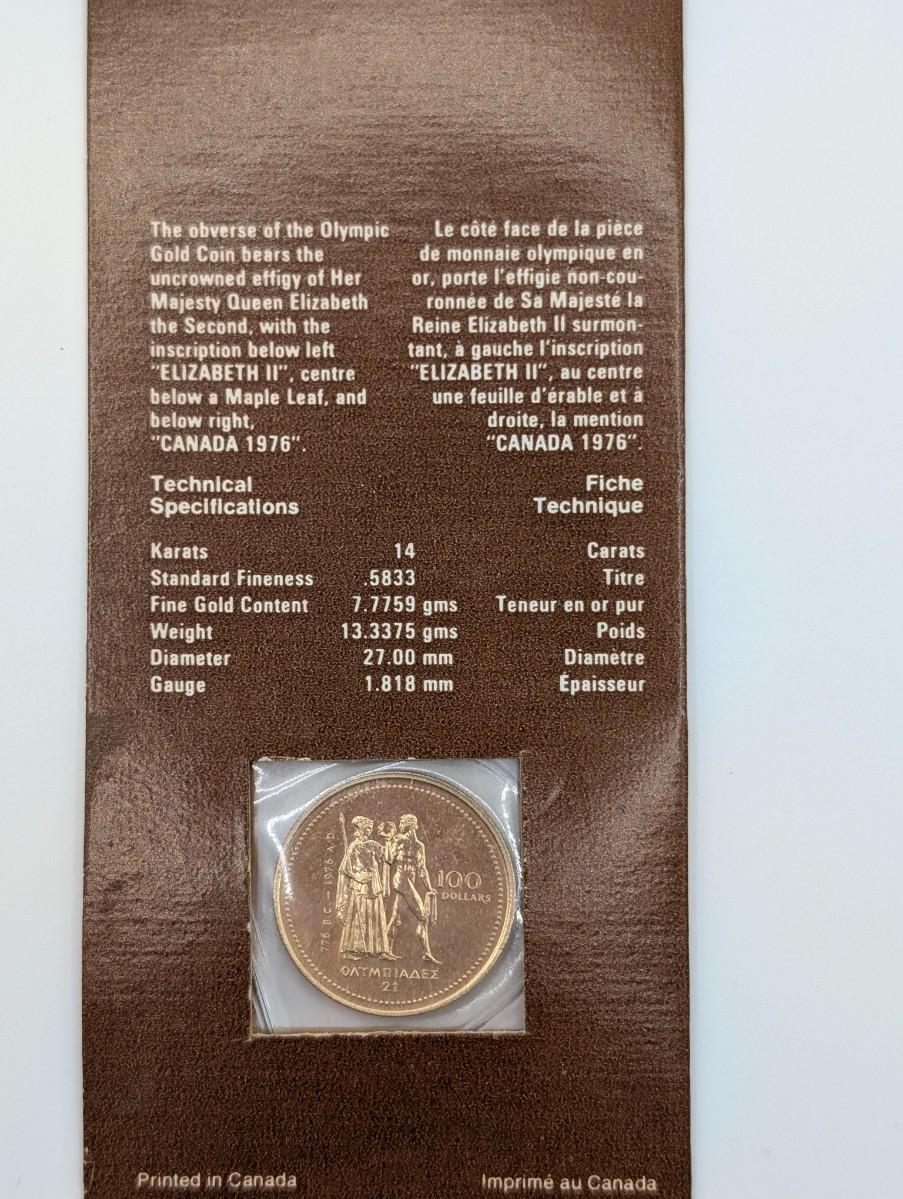 The obverse of the Olympic
Gold Coin bears the
uncrowned effigy of Her
Majesty Queen Elizabeth
the Second, with the
inscription below left
"ELIZABETH II", centre
below a Maple Leaf, and
below right,
"CANADA 1976".
Le côté face de la pièce
de monnaie olympique en
or, porte l'effigie non-cou-
ronnée de Sa Majesté la
Reine Elizabeth II surmon-
tant, à gauche l'inscription
"ELIZABETH II", au centre
une feuille d'érable et à
droite, la mention
"CANADA 1976".
Technical
Specifications
Fiche
Technique
Karats 14 Carats
Standard Fineness .5833 Titre
Fine Gold Content 7.7759 gms Teneur en or pur
Weight 13.3375 gms Poids
Diameter 27.00 mm Diametre
Gauge 1.818 mm Épaisseur
776 B.C. – 1976 A.D.
100
DOLLARS
ΟΛΥΜΠΙΑΔΕΣ
21
Printed in Canada
Imprimé au Canada